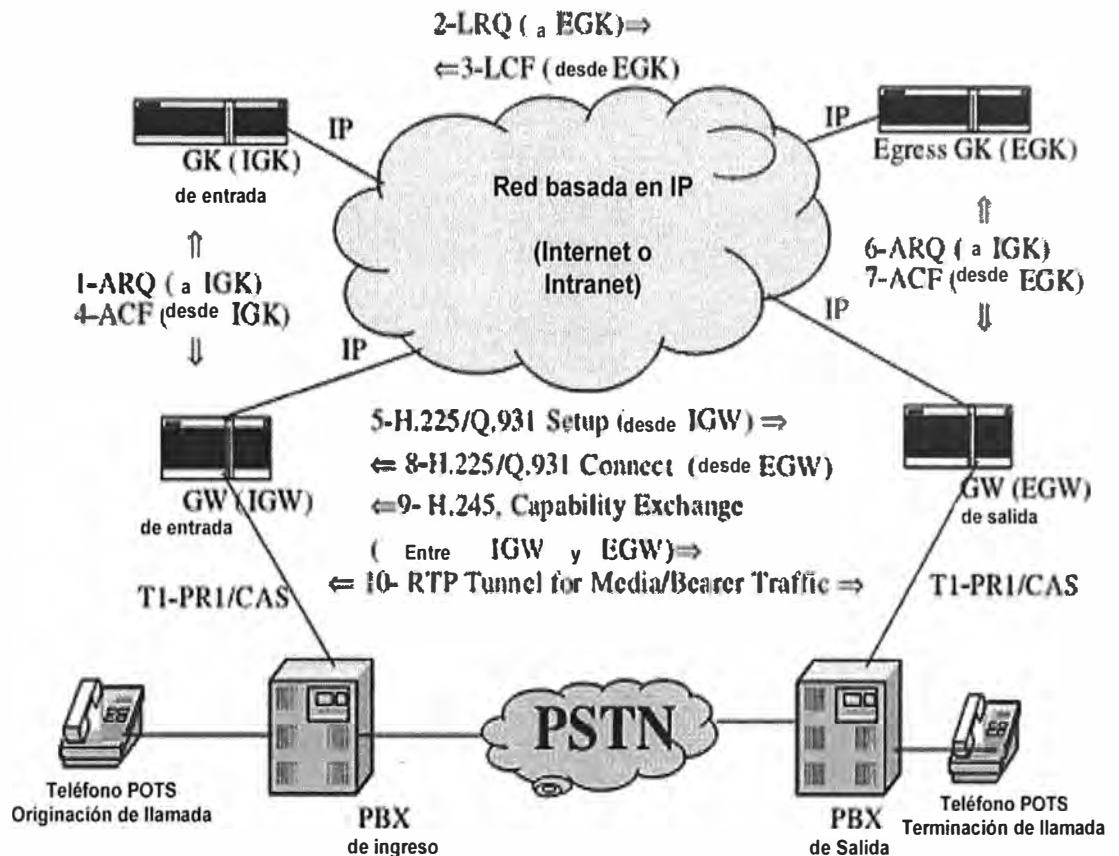 2-LRQ ( a EGK)⇒
⇐3-LCF ( desde EGK)
IP
GK (IGK)
de entrada
IP
Egress GK (EGK)
Red basada en IP
(Internet o
Intranet)
⇑
1-ARQ ( a IGK)
4-ACF (desde IGK)
⇓
⇑
6-ARQ ( a IGK)
7-ACF (desde EGK)
⇓
IP
IP
GW (IGW)
de entrada
GW (EGW)
de salida
5-H.225/Q.931 Setup (desde IGW) ⇒
⇐ 8-H.225/Q.931 Connect (desde EGW)
⇐9- H.245, Capability Exchange
( Entre IGW y EGW)⇒
⇐ 10- RTP Tunnel for Media/Bearer Traffic ⇒
T1-PR1/CAS
T1-PR1/CAS
PSTN
Teléfono POTS
Originación de llamada
PBX
de ingreso
PBX
de Salida
Teléfono POTS
Terminación de llamada